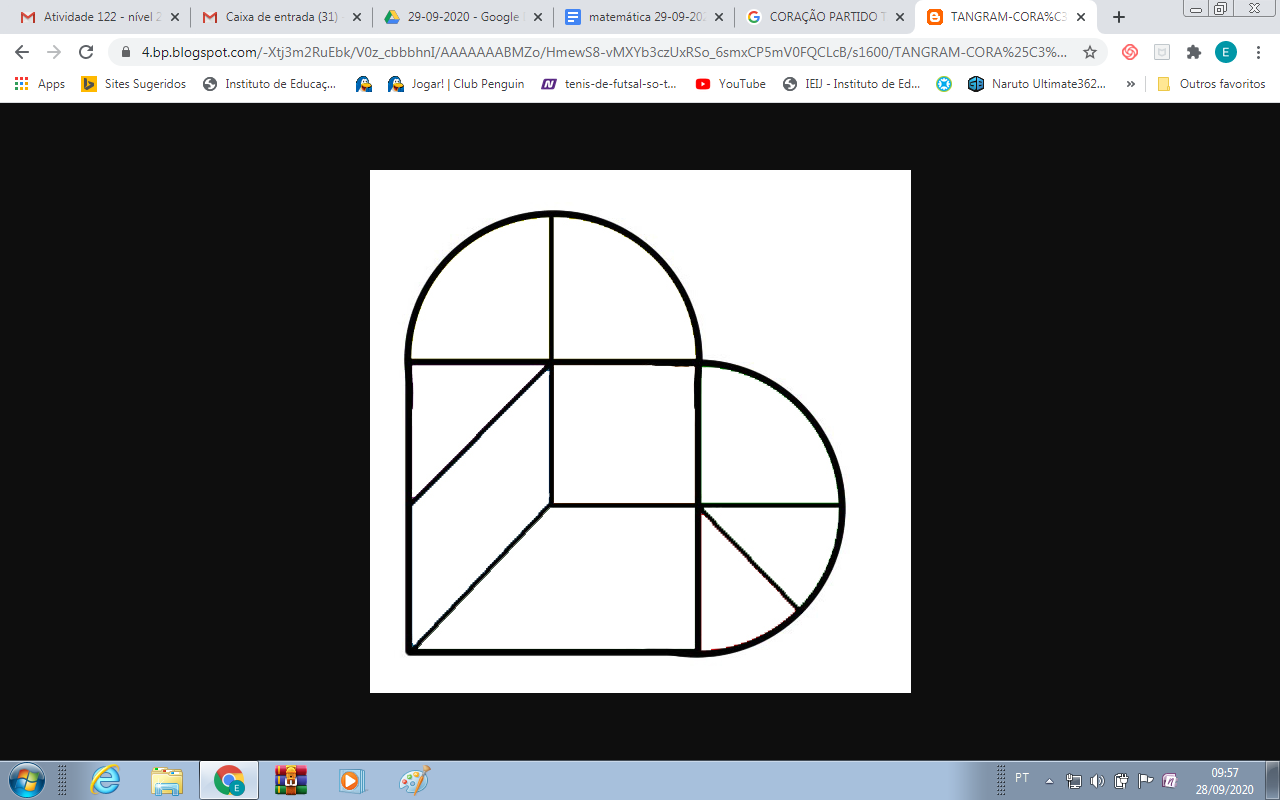 Atividade 122 - nível 2
Caixa de entrada (31)
29-09-2020 - Google
matemática 29-09-202
CORAÇÃO PARTIDO T
TANGRAM-CORA%C3
4.bp.blogspot.com/-Xtj3m2RuEbk/V0z_cbbbhnI/AAAAAAABMZo/HmewS8-vMXYb3czUxRSo_6smxCP5mV0FQCLcB/s1600/TANGRAM-CORA%25C3%...
E
Apps
Sites Sugeridos
Instituto de Educaç...
Jogar! | Club Penguin
tenis-de-futsal-so-t...
YouTube
IEIJ - Instituto de Ed...
Naruto Ultimate362...
»
Outros favoritos
PT
09:57
28/09/2020